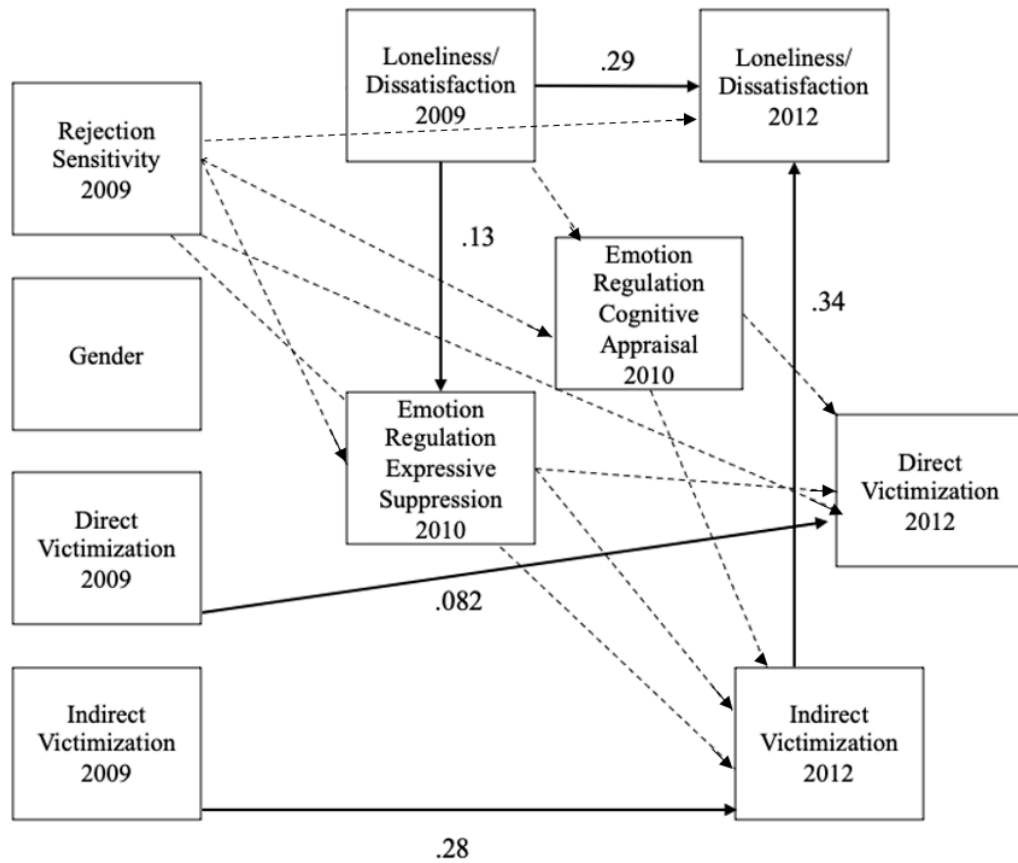 Loneliness/
Dissatisfaction
2009
.29
Loneliness/
Dissatisfaction
2012
Rejection
Sensitivity
2009
.13
Emotion
Regulation
Cognitive
Appraisal
2010
.34
Gender
Emotion
Regulation
Expressive
Suppression
2010
Direct
Victimization
2012
Direct
Victimization
2009
.082
Indirect
Victimization
2009
Indirect
Victimization
2012
.28